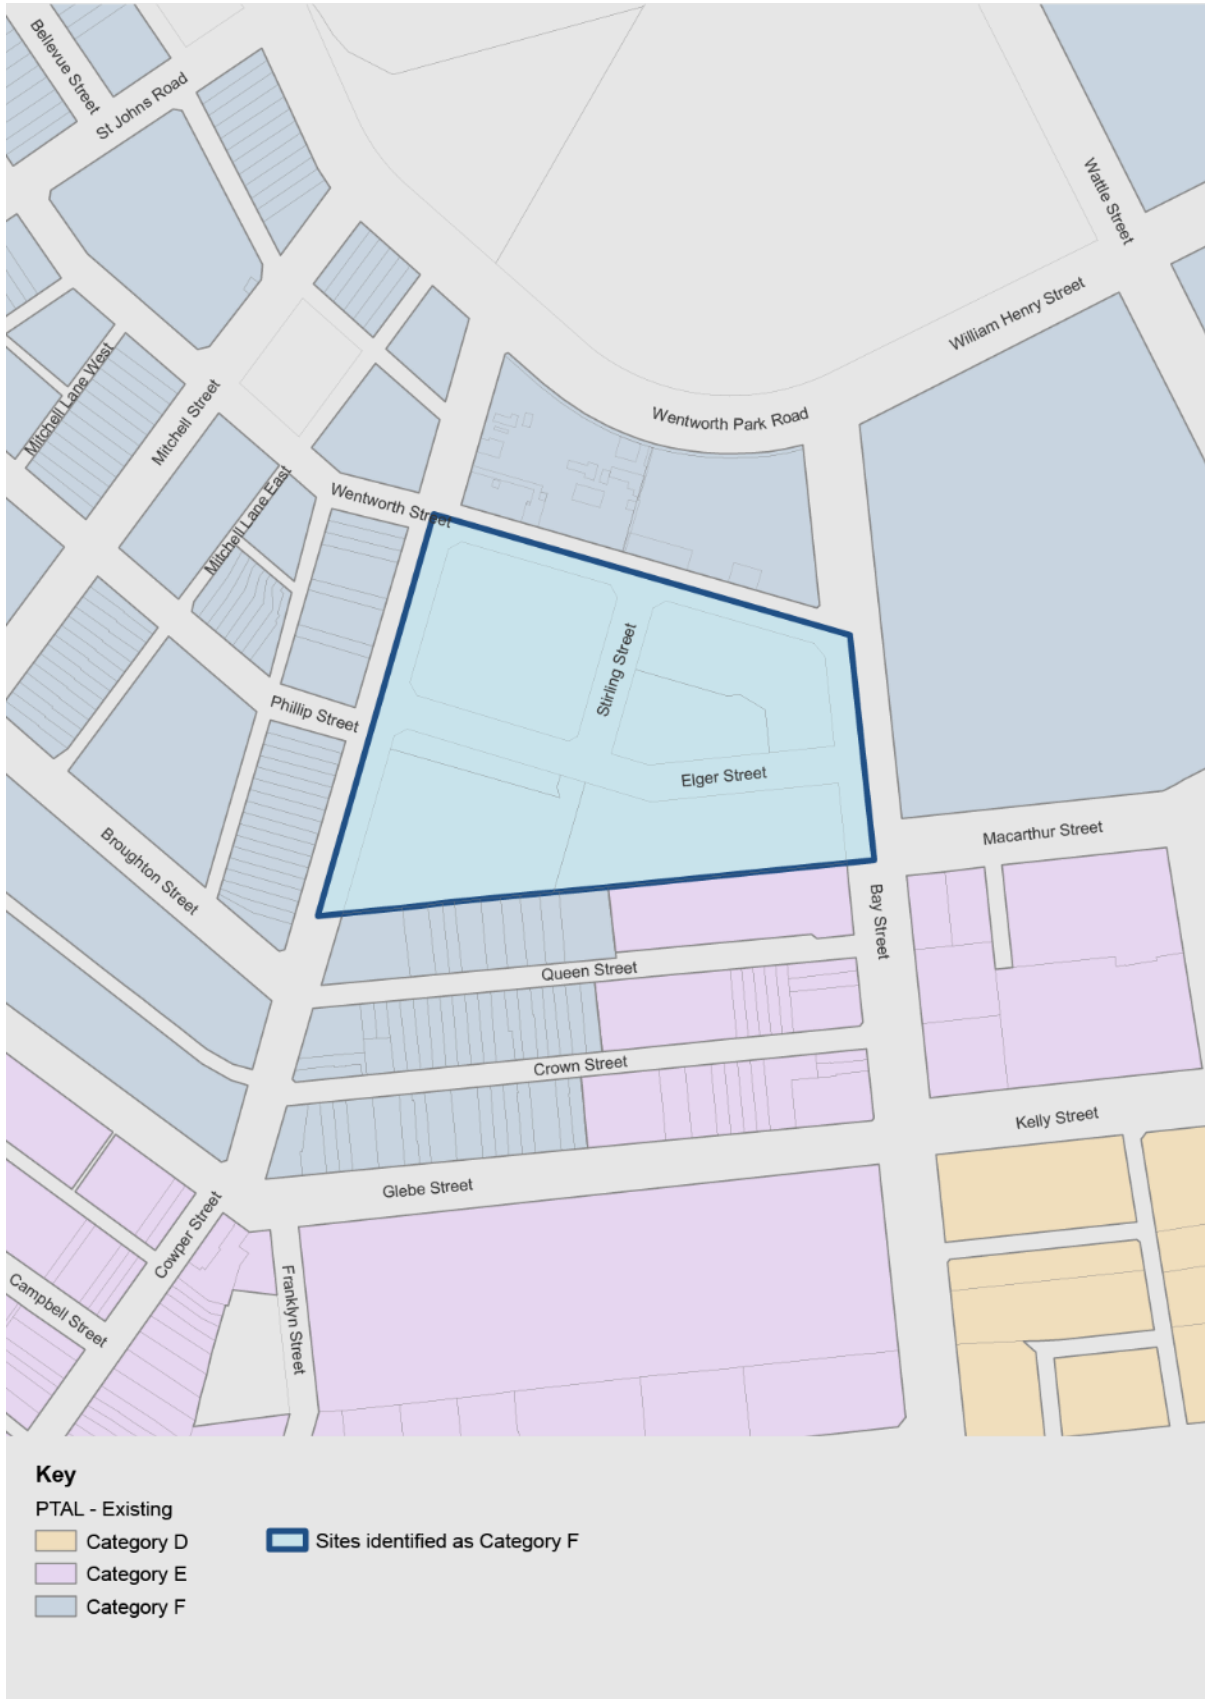 Bellevue Street
St Johns Road
Wattle Street
William Henry Street
Mitchell Lane West
Mitchell Street
Wentworth Park Road
Mitchell Lane East
Wentworth Street
Stirling Street
Phillip Street
Elger Street
Broughton Street
Macarthur Street
Bay Street
Queen Street
Crown Street
Kelly Street
Glebe Street
Cowper Street
Campbell Street
Franklyn Street
Key
PTAL - Existing
Category D
Sites identified as Category F
Category E
Category F